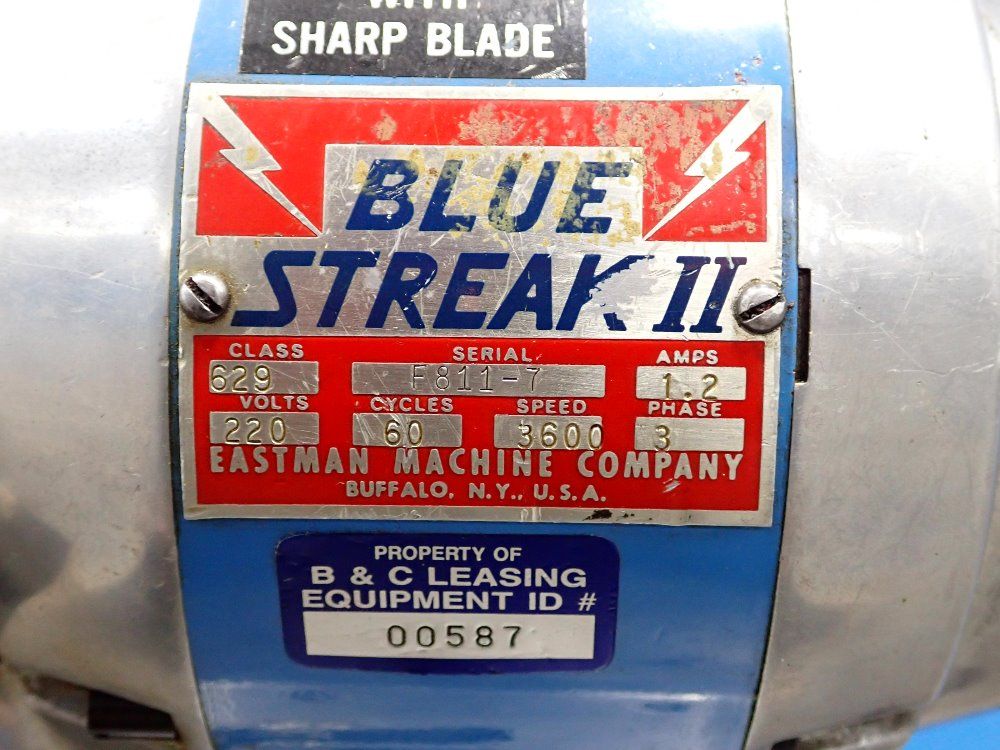 WITH
SHARP BLADE
BLUE
STREAK II
CLASS SERIAL AMPS
629 F811-7 1.2
VOLTS CYCLES SPEED PHASE
220 60 3600 3
EASTMAN MACHINE COMPANY
BUFFALO, N.Y., U.S.A.
PROPERTY OF
B & C LEASING
EQUIPMENT ID #
00587